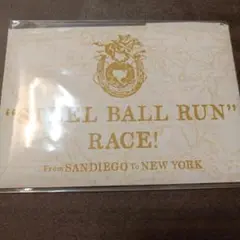 "STEEL BALL RUN"
RACE!
From SANDIEGO To NEW YORK